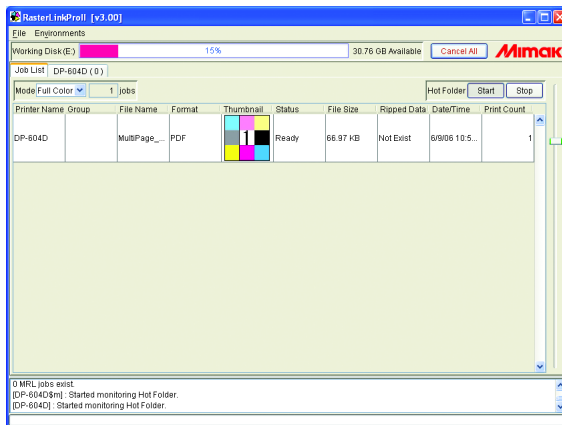 RasterLinkProII [v3.00]
File Environments
Working Disk(E:) 15% 30.76 GB Available Cancel All Mimaki
Job List DP-604D ( 0 )
Mode Full Color 1 jobs Hot Folder Start Stop
Printer Name Group File Name Format Thumbnail Status File Size Ripped Data Date/Time Print Count
DP-604D MultiPage_... PDF 1 Ready 66.97 KB Not Exist 6/9/06 10:5... 1
0 MRL jobs exist.
[DP-604D$m] : Started monitoring Hot Folder.
[DP-604D] : Started monitoring Hot Folder.